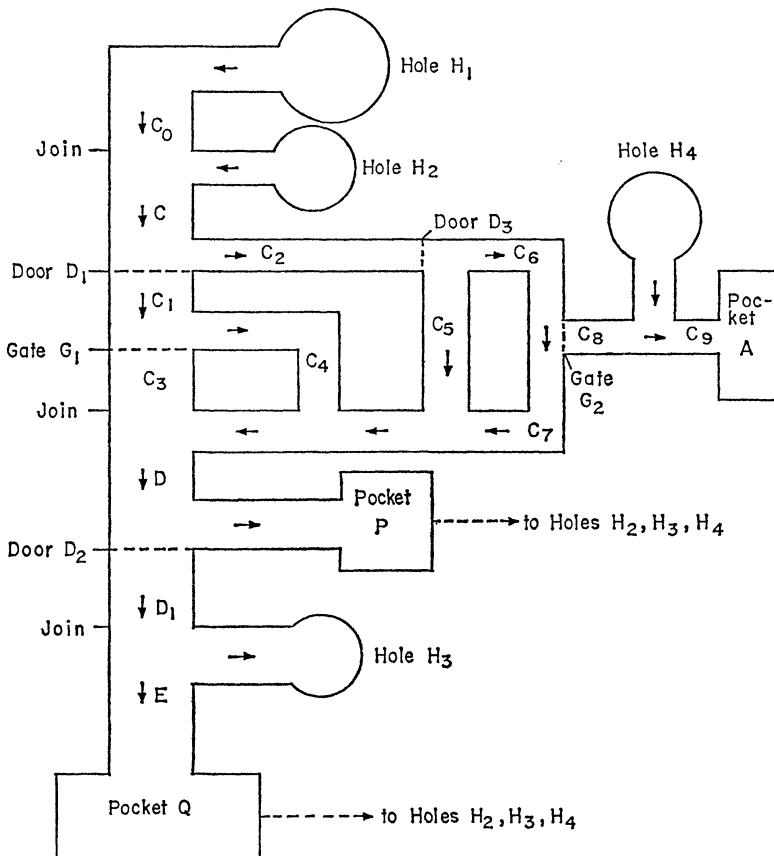 Hole H1
C0
Join
Hole H2
Hole H4
C
Door D3
C2
C6
Door D1
C1
C5
C8
C9
Poc-
ket
A
Gate G1
C3
C4
Gate
G2
Join
C7
D
Pocket
P
to Holes H2, H3, H4
Door D2
D1
Join
Hole H3
E
Pocket Q
to Holes H2, H3, H4